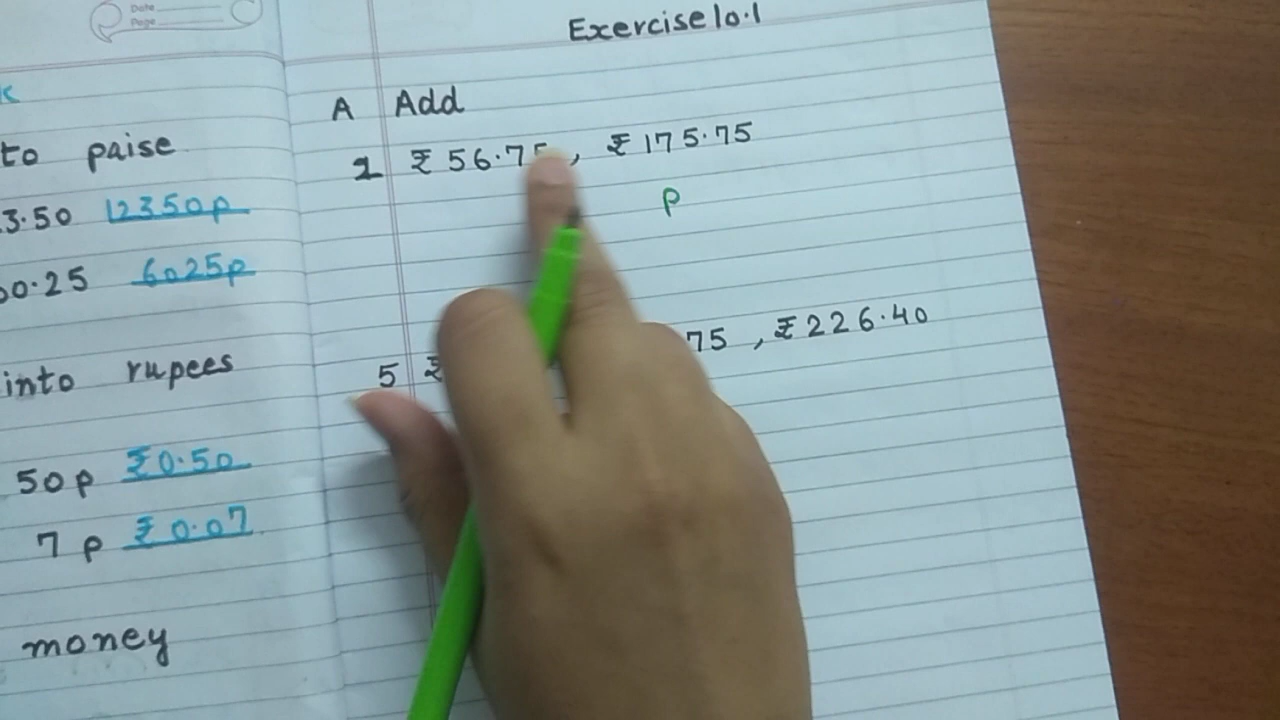 Date
Page
Exercise 10.1
to paise
3.50 12350p
0.25 6025p
into rupees
50p ₹0.50
7 p ₹0.07
money
A Add
1 ₹56.75, ₹175.75
p
5 ₹ 75, ₹226.40